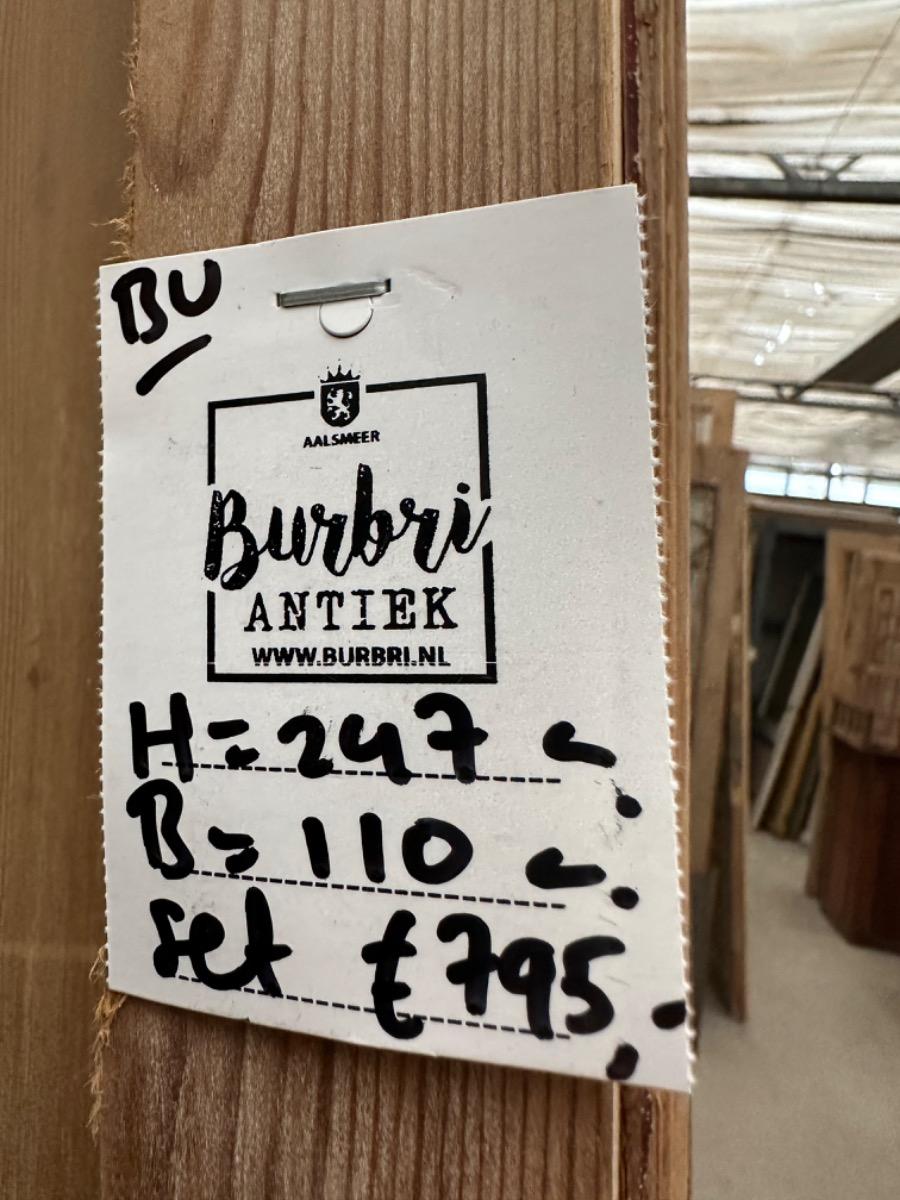 BU
AALSMEER
Burbri
ANTIEK
WWW.BURBRI.NL
H = 247 c
B = 110 c
set €795.